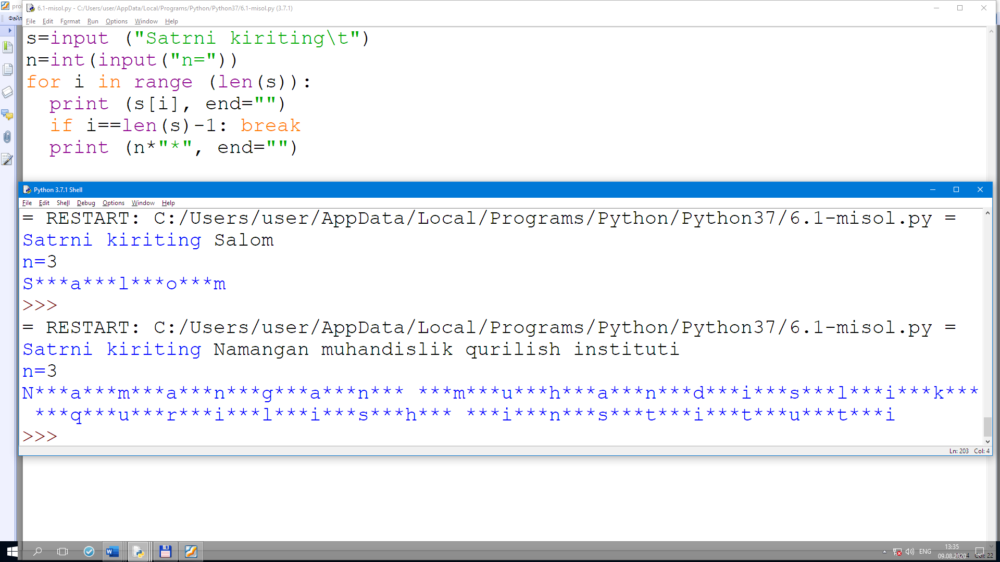 pro
6.1-misol.py - C:/Users/user/AppData/Local/Programs/Python/Python37/6.1-misol.py (3.7.1)
Файл
File Edit Format Run Options Window Help
s=input ("Satrni kiriting\t")
n=int(input("n="))
for i in range (len(s)):
  print (s[i], end="")
  if i==len(s)-1: break
  print (n*"*", end="")
Python 3.7.1 Shell
File Edit Shell Debug Options Window Help
= RESTART: C:/Users/user/AppData/Local/Programs/Python/Python37/6.1-misol.py =
Satrni kiriting Salom
n=3
S***a***l***o***m
>>>
= RESTART: C:/Users/user/AppData/Local/Programs/Python/Python37/6.1-misol.py =
Satrni kiriting Namangan muhandislik qurilish instituti
n=3
N***a***m***a***n***g***a***n*** ***m***u***h***a***n***d***i***s***l***i***k***
 ***q***u***r***i***l***i***s***h*** ***i***n***s***t***i***t***u***t***i
>>>
Ln: 203 Col: 4
ENG
13:35
09.08.2020
Col: 22